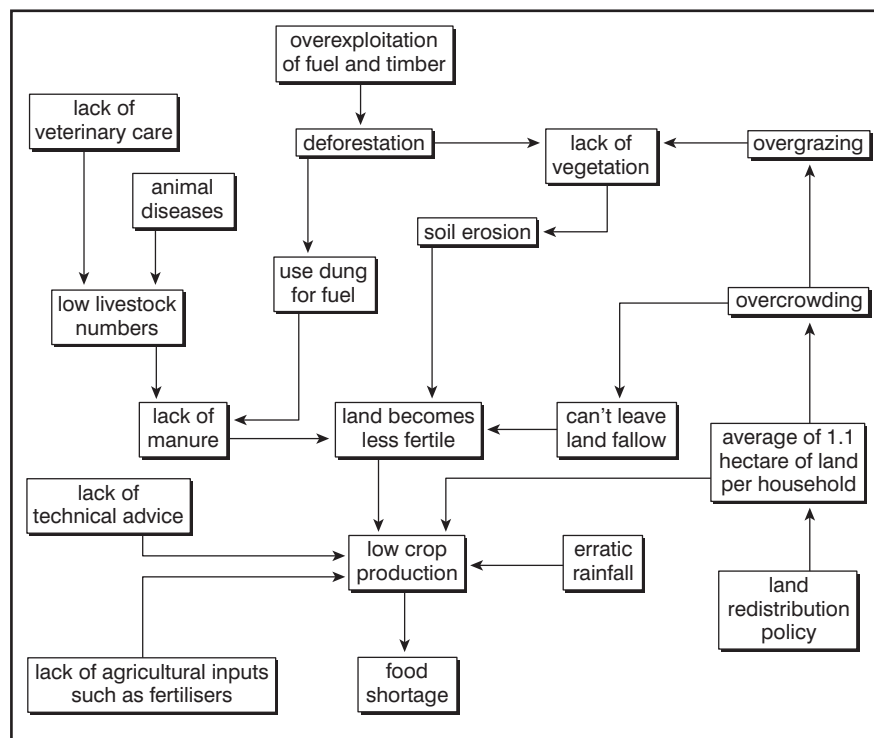 overexploitation
of fuel and timber
lack of
veterinary care
deforestation
lack of
vegetation
overgrazing
animal
diseases
soil erosion
use dung
for fuel
low livestock
numbers
overcrowding
lack of
manure
land becomes
less fertile
can't leave
land fallow
average of 1.1
hectare of land
per household
lack of
technical advice
low crop
production
erratic
rainfall
land
redistribution
policy
lack of agricultural inputs
such as fertilisers
food
shortage